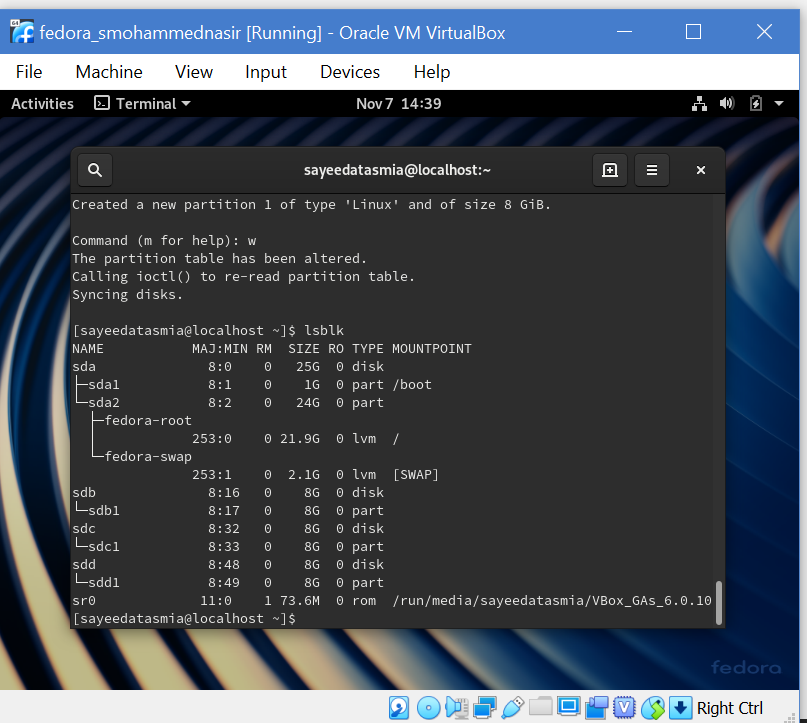 fedora_smohammednasir [Running] - Oracle VM VirtualBox
File Machine View Input Devices Help
Activities Terminal Nov 7 14:39
sayeedatasmia@localhost:~
Created a new partition 1 of type 'Linux' and of size 8 GiB.
Command (m for help): w
The partition table has been altered.
Calling ioctl() to re-read partition table.
Syncing disks.
[sayeedatasmia@localhost ~]$ lsblk
NAME MAJ:MIN RM SIZE RO TYPE MOUNTPOINT
sda 8:0 0 25G 0 disk
├─sda1 8:1 0 1G 0 part /boot
└─sda2 8:2 0 24G 0 part
├─fedora-root
253:0 0 21.9G 0 lvm /
└─fedora-swap
253:1 0 2.1G 0 lvm [SWAP]
sdb 8:16 0 8G 0 disk
└─sdb1 8:17 0 8G 0 part
sdc 8:32 0 8G 0 disk
└─sdc1 8:33 0 8G 0 part
sdd 8:48 0 8G 0 disk
└─sdd1 8:49 0 8G 0 part
sr0 11:0 1 73.6M 0 rom /run/media/sayeedatasmia/VBox_GAs_6.0.10
[sayeedatasmia@localhost ~]$
fedora
Right Ctrl